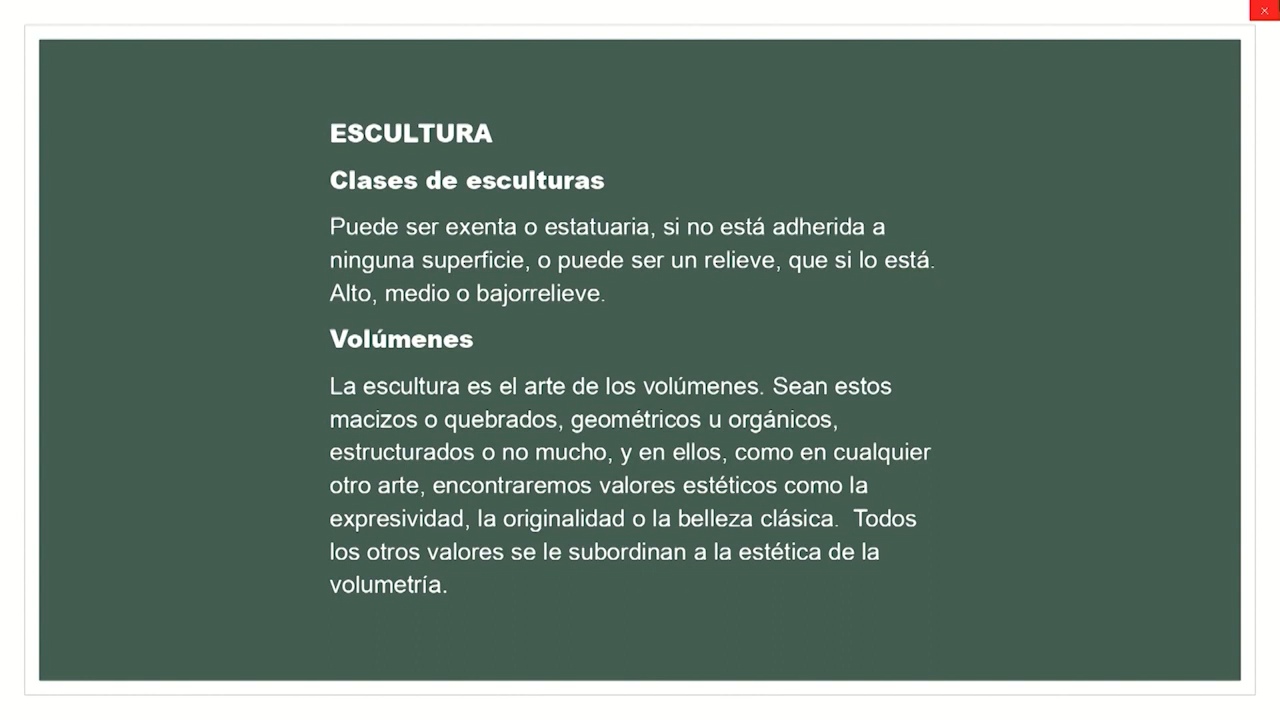 ESCULTURA
Clases de esculturas
Puede ser exenta o estatuaria, si no está adherida a
ninguna superficie, o puede ser un relieve, que si lo está.
Alto, medio o bajorrelieve.
Volúmenes
La escultura es el arte de los volúmenes. Sean estos
macizos o quebrados, geométricos u orgánicos,
estructurados o no mucho, y en ellos, como en cualquier
otro arte, encontraremos valores estéticos como la
expresividad, la originalidad o la belleza clásica.  Todos
los otros valores se le subordinan a la estética de la
volumetría.